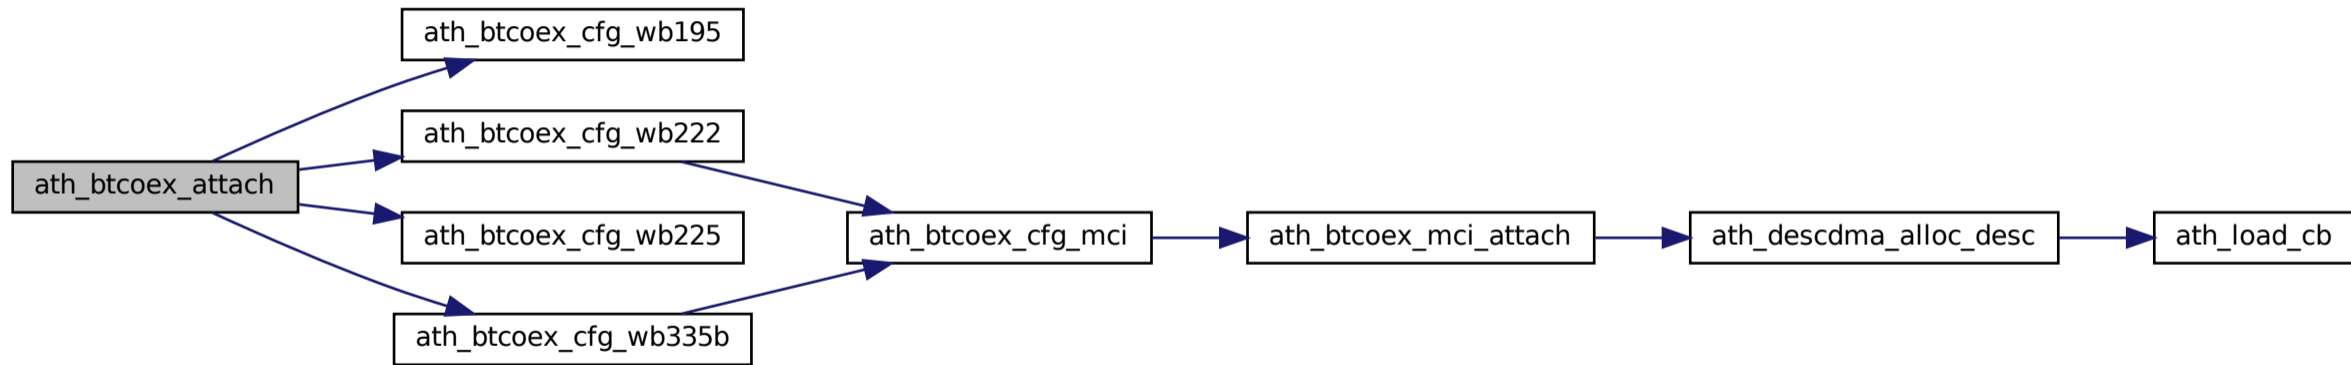 ath_btcoex_cfg_wb195
ath_btcoex_cfg_wb222
ath_btcoex_attach
ath_btcoex_cfg_wb225
ath_btcoex_cfg_mci
ath_btcoex_mci_attach
ath_descdma_alloc_desc
ath_load_cb
ath_btcoex_cfg_wb335b